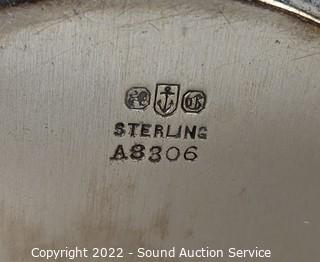 STERLING
A8306
Copyright 2022 - Sound Auction Service